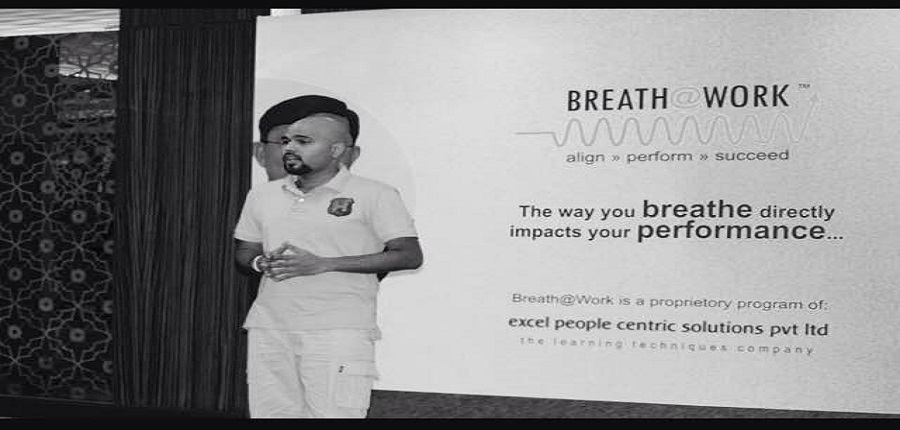 BREATH@WORK™
align » perform » succeed
The way you breathe directly
impacts your performance...
Breath@Work is a proprietory program of:
excel people centric solutions pvt ltd
the learning techniques company